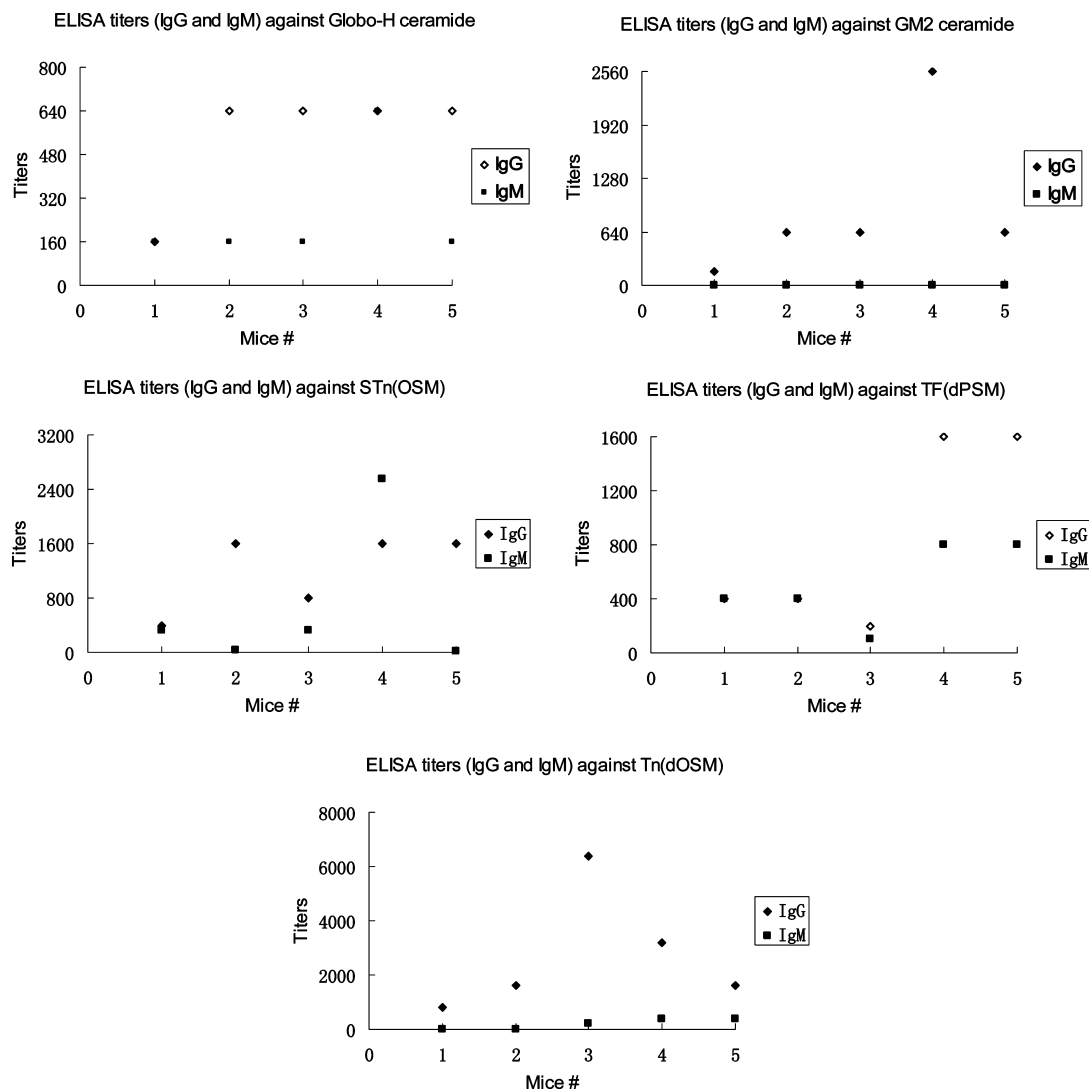 ELISA titers (IgG and IgM) against Globo-H ceramide
800
640
480
320
160
0
Titers
0 1 2 3 4 5
Mice #
IgG
IgM
ELISA titers (IgG and IgM) against GM2 ceramide
2560
1920
1280
640
0
Titers
0 1 2 3 4 5
Mice #
IgG
IgM
ELISA titers (IgG and IgM) against STn(OSM)
3200
2400
1600
800
0
Titers
0 1 2 3 4 5
Mice #
IgG
IgM
ELISA titers (IgG and IgM) against TF(dPSM)
1600
1200
800
400
0
Titers
0 1 2 3 4 5
Mice #
IgG
IgM
ELISA titers (IgG and IgM) against Tn(dOSM)
8000
6000
4000
2000
0
Titers
0 1 2 3 4 5
Mice #
IgG
IgM